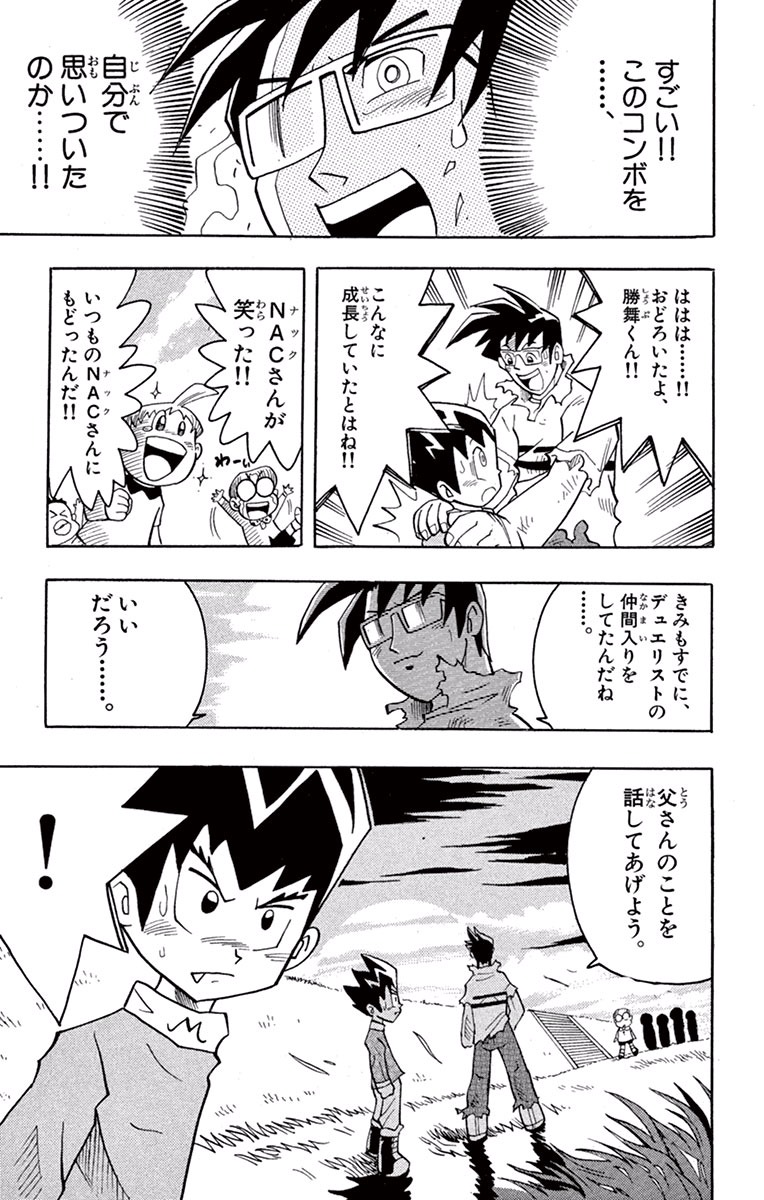 すごい!!
このコンボを
……、
自分で
思いついた
のか……!!
ははは……!!
おどろいたよ、
勝舞くん!!
こんなに
成長していたとはね!!
NACさんが
笑った!!
わーい
いつものNACさんに
もどったんだ!!
きみもすでに、
デュエリストの
仲間入りを
してたんだね
……。
いい
だろう……。
父さんのことを
話してあげよう。
!